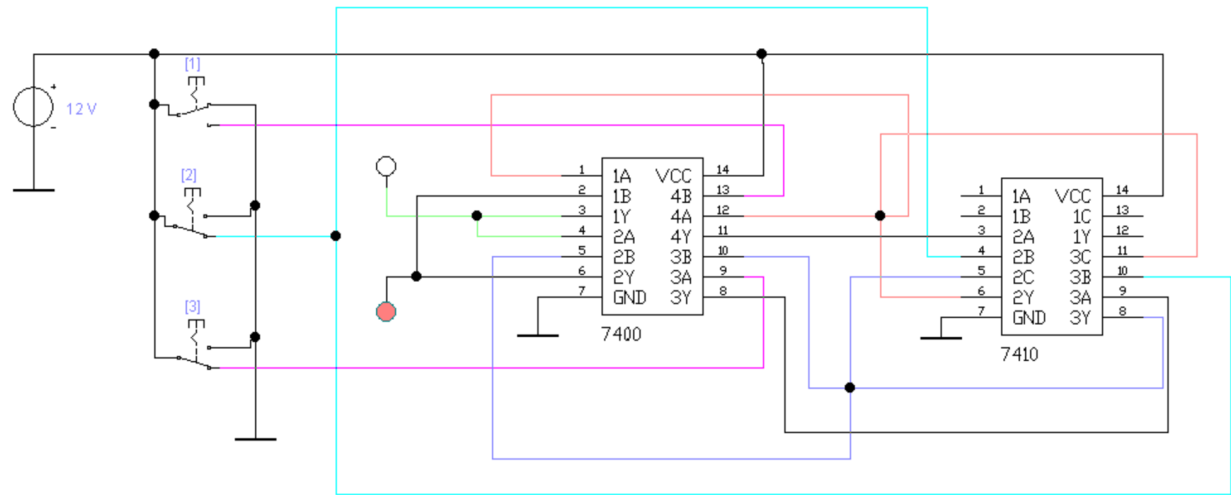 [1]
12 V
+
-
[2]
[3]
1 1A VCC 14
2 1B 4B 13
3 1Y 4A 12
4 2A 4Y 11
5 2B 3B 10
6 2Y 3A 9
7 GND 3Y 8
7400
1 1A VCC 14
2 1B 1C 13
3 2A 1Y 12
4 2B 3C 11
5 2C 3B 10
6 2Y 3A 9
7 GND 3Y 8
7410